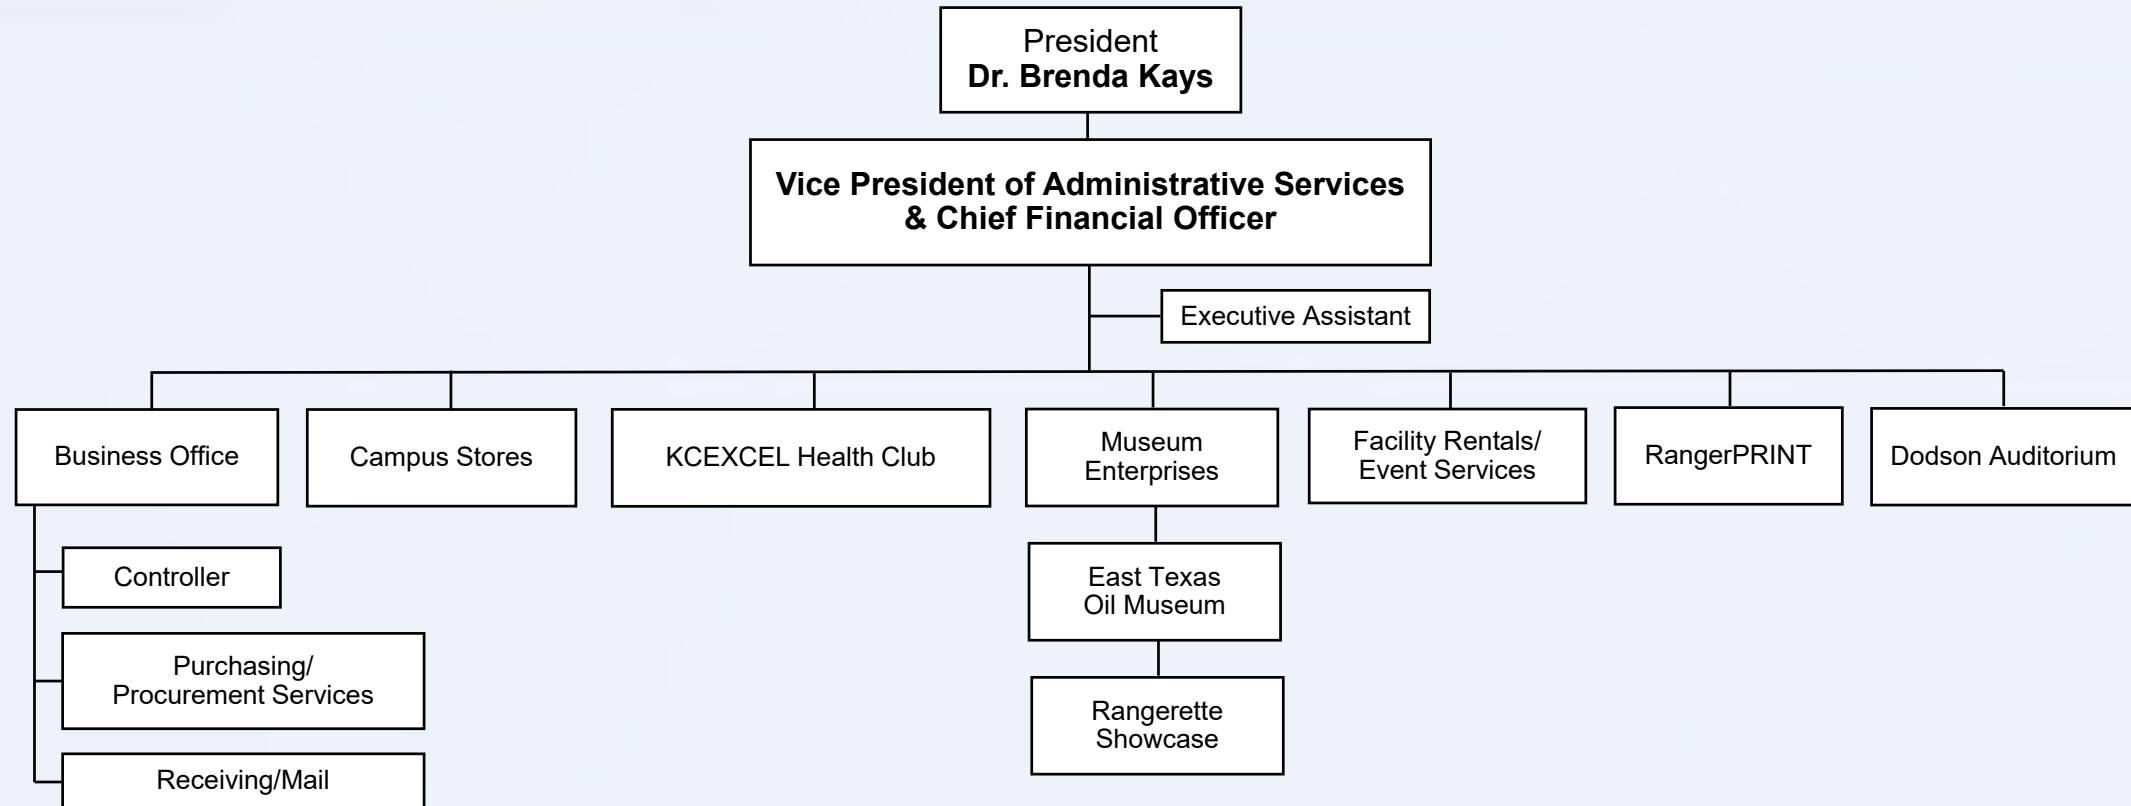 President
Dr. Brenda Kays
Vice President of Administrative Services
& Chief Financial Officer
Executive Assistant
Business Office
Campus Stores
KCEXCEL Health Club
Museum
Enterprises
Facility Rentals/
Event Services
RangerPRINT
Dodson Auditorium
Controller
Purchasing/
Procurement Services
Receiving/Mail
East Texas
Oil Museum
Rangerette
Showcase